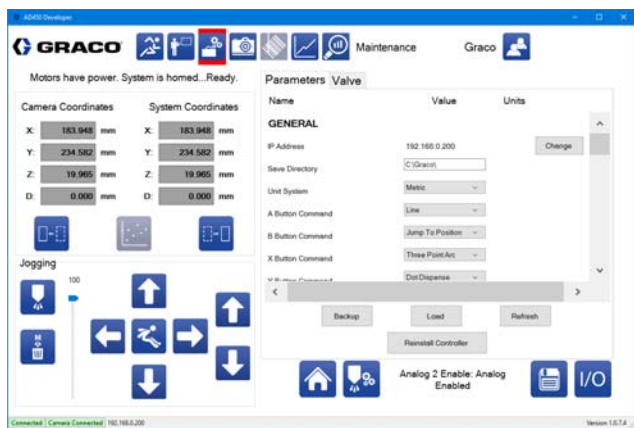 AD450 Developer
GRACO
Maintenance
Graco
Motors have power. System is homed...Ready.
Camera Coordinates
System Coordinates
X: 183.948 mm X: 183.948 mm
Y: 234.582 mm Y: 234.582 mm
Z: 19.965 mm Z: 19.965 mm
D: 0.000 mm D: 0.000 mm
Jogging
100
M
Parameters Valve
Name Value Units
GENERAL
IP Address 192.168.0.200 Change
Save Directory C:\Graco\
Unit System Metric
A Button Command Line
B Button Command Jump To Position
X Button Command Three Point Arc
Y Button Command Dot Dispense
Backup Load Refresh
Reinstall Controller
%
Analog 2 Enable: Analog
Enabled
I/O
Connected Camera Connected 192.168.0.200
Version 1.0.7.4